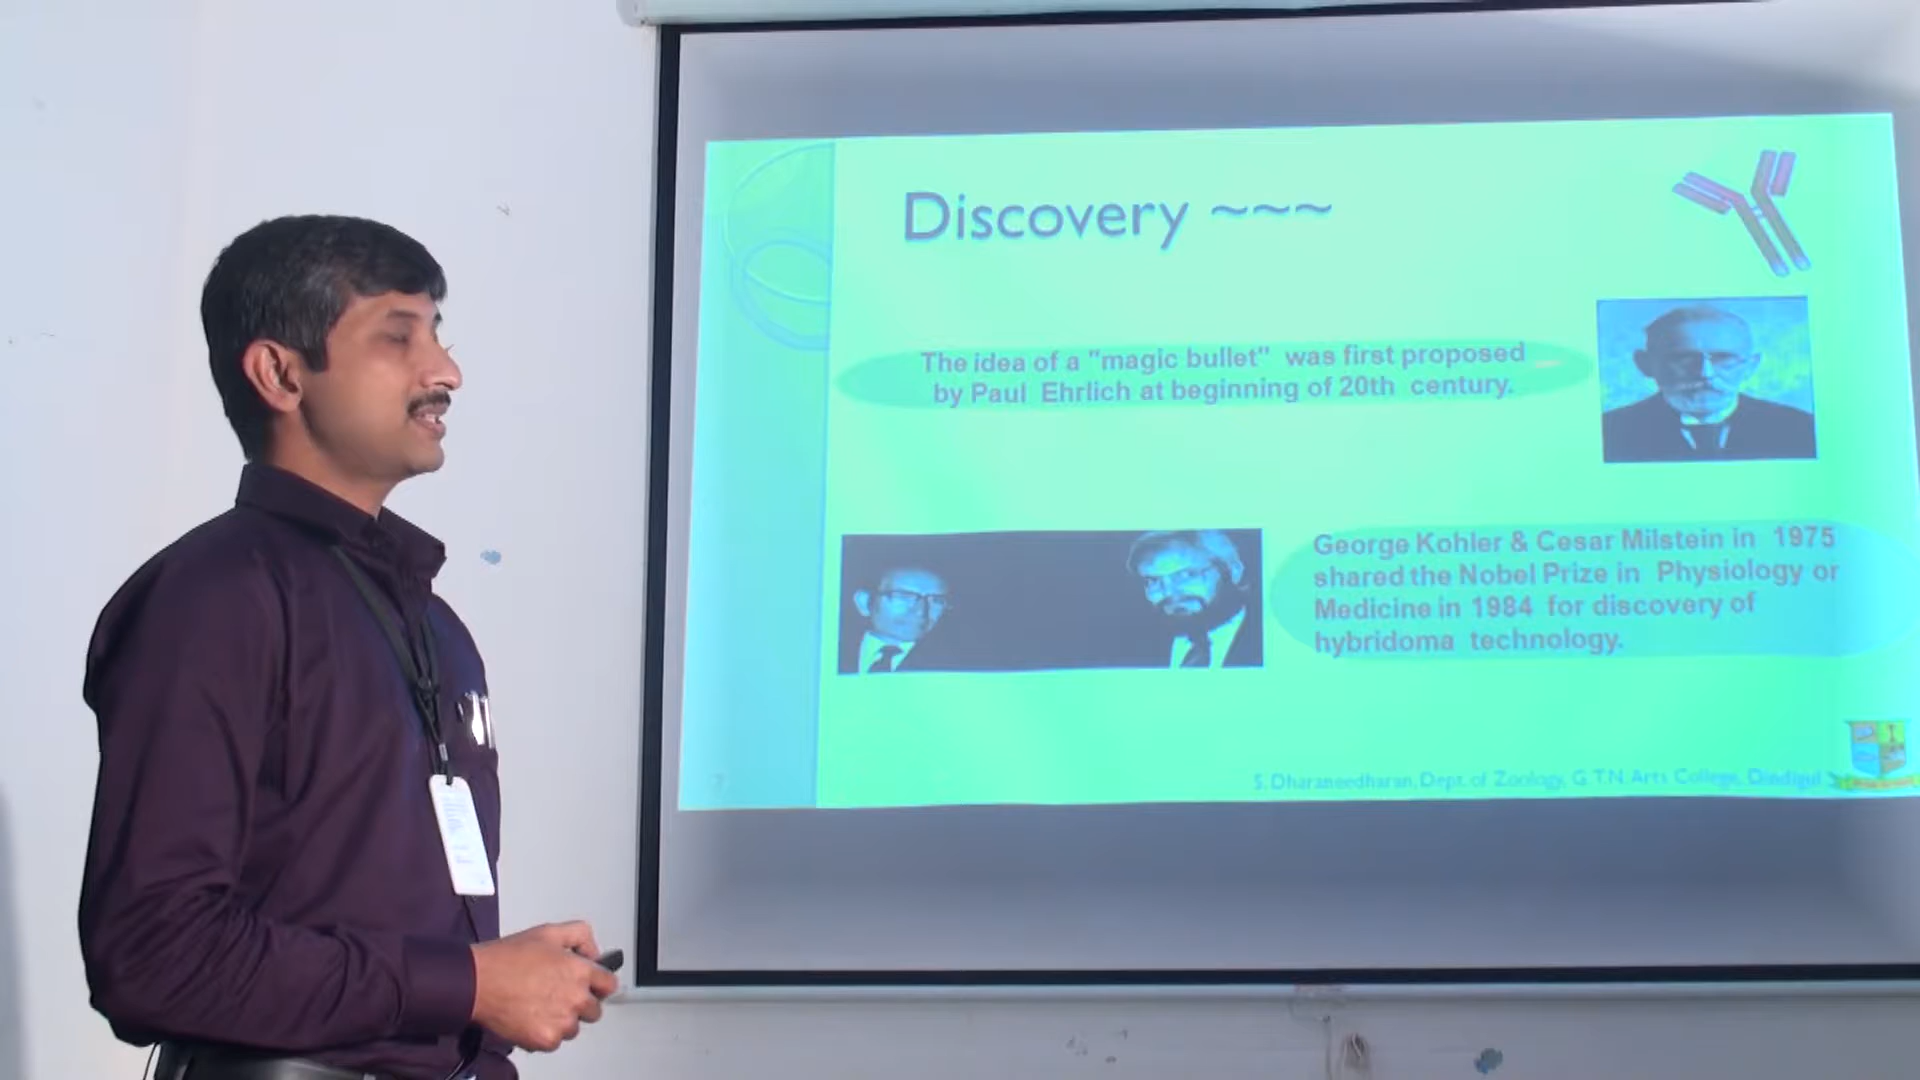 Discovery ~~~
The idea of a "magic bullet" was first proposed
by Paul Ehrlich at beginning of 20th century.
George Kohler & Cesar Milstein in 1975
shared the Nobel Prize in Physiology or
Medicine in 1984 for discovery of
hybridoma technology.
7
S. Dharaneedharan, Dept. of Zoology, G.T.N. Arts College, Dindigul